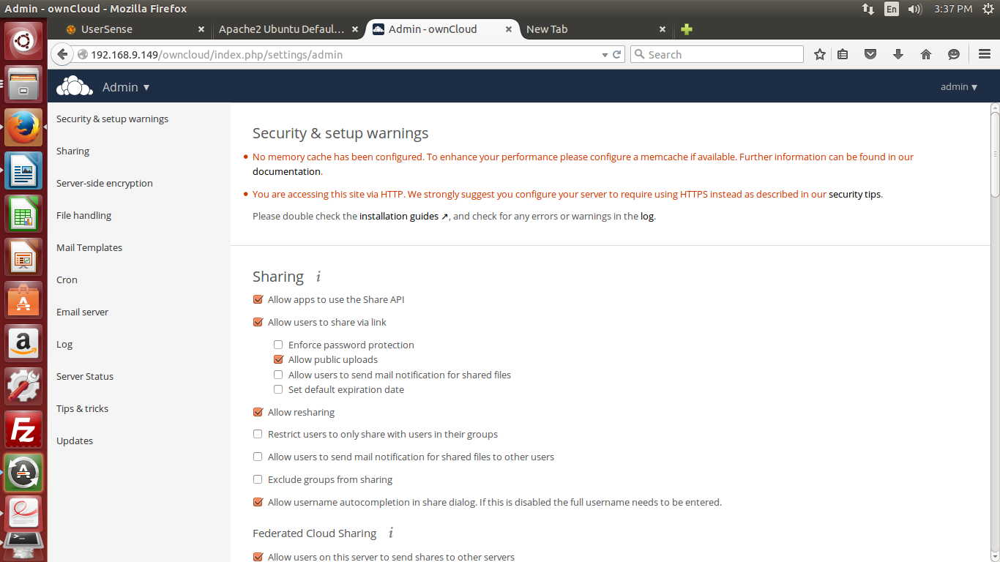 Admin - ownCloud - Mozilla Firefox
En
3:37 PM
UserSense
Apache2 Ubuntu Defaul...
Admin - ownCloud
New Tab
192.168.9.149/owncloud/index.php/settings/admin
Search
Admin ▼
admin ▼
Security & setup warnings
Sharing
Server-side encryption
File handling
Mail Templates
Cron
Email server
Log
Server Status
Tips & tricks
Updates
Security & setup warnings
No memory cache has been configured. To enhance your performance please configure a memcache if available. Further information can be found in our
documentation.
You are accessing this site via HTTP. We strongly suggest you configure your server to require using HTTPS instead as described in our security tips.
Please double check the installation guides ↗, and check for any errors or warnings in the log.
Sharing i
Allow apps to use the Share API
Allow users to share via link
Enforce password protection
Allow public uploads
Allow users to send mail notification for shared files
Set default expiration date
Allow resharing
Restrict users to only share with users in their groups
Allow users to send mail notification for shared files to other users
Exclude groups from sharing
Allow username autocompletion in share dialog. If this is disabled the full username needs to be entered.
Federated Cloud Sharing i
Allow users on this server to send shares to other servers